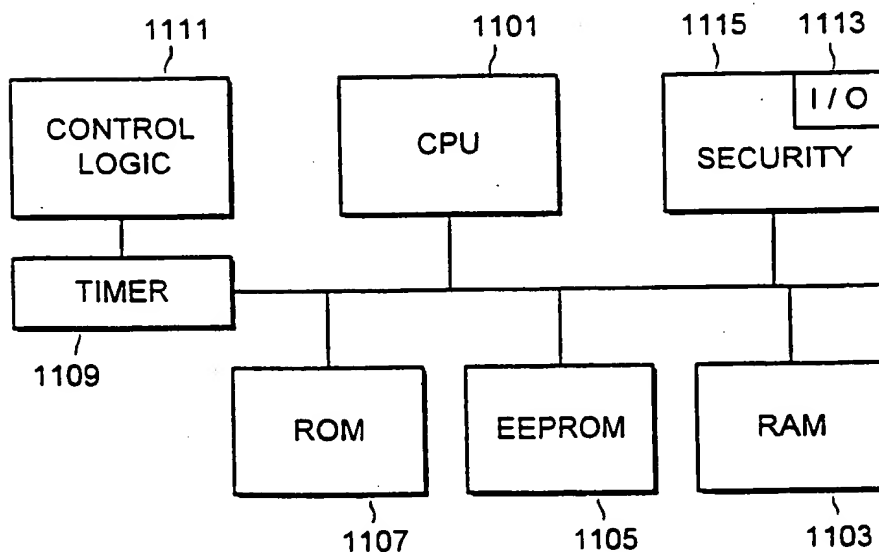 1111 1101 1115 1113
I / O
CONTROL
LOGIC
CPU
SECURITY
TIMER
1109
ROM
EEPROM
RAM
1107 1105 1103